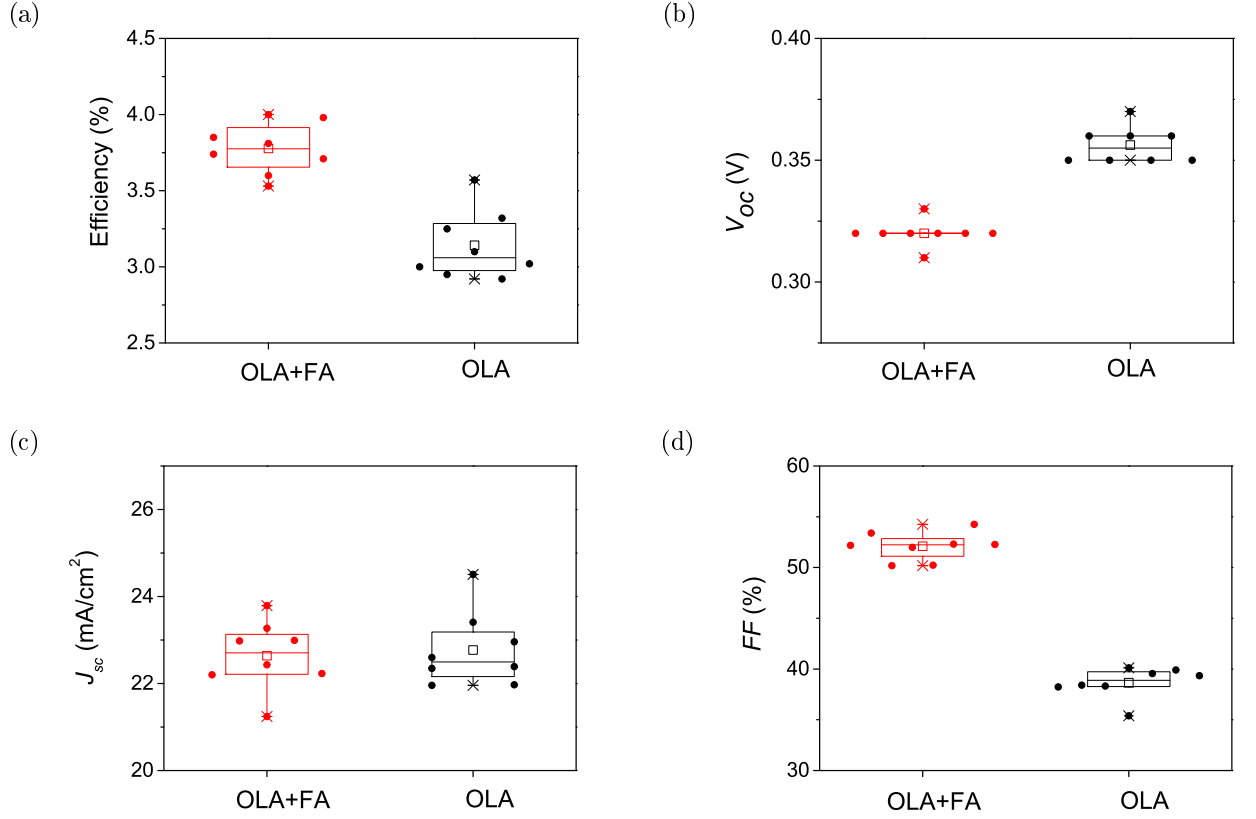 (a)
4.5
4.0
3.5
3.0
2.5
Efficiency (%)
OLA+FA
OLA
(b)
0.40
0.35
0.30
Voc (V)
OLA+FA
OLA
(c)
26
24
22
20
Jsc (mA/cm²)
OLA+FA
OLA
(d)
60
50
40
30
FF (%)
OLA+FA
OLA